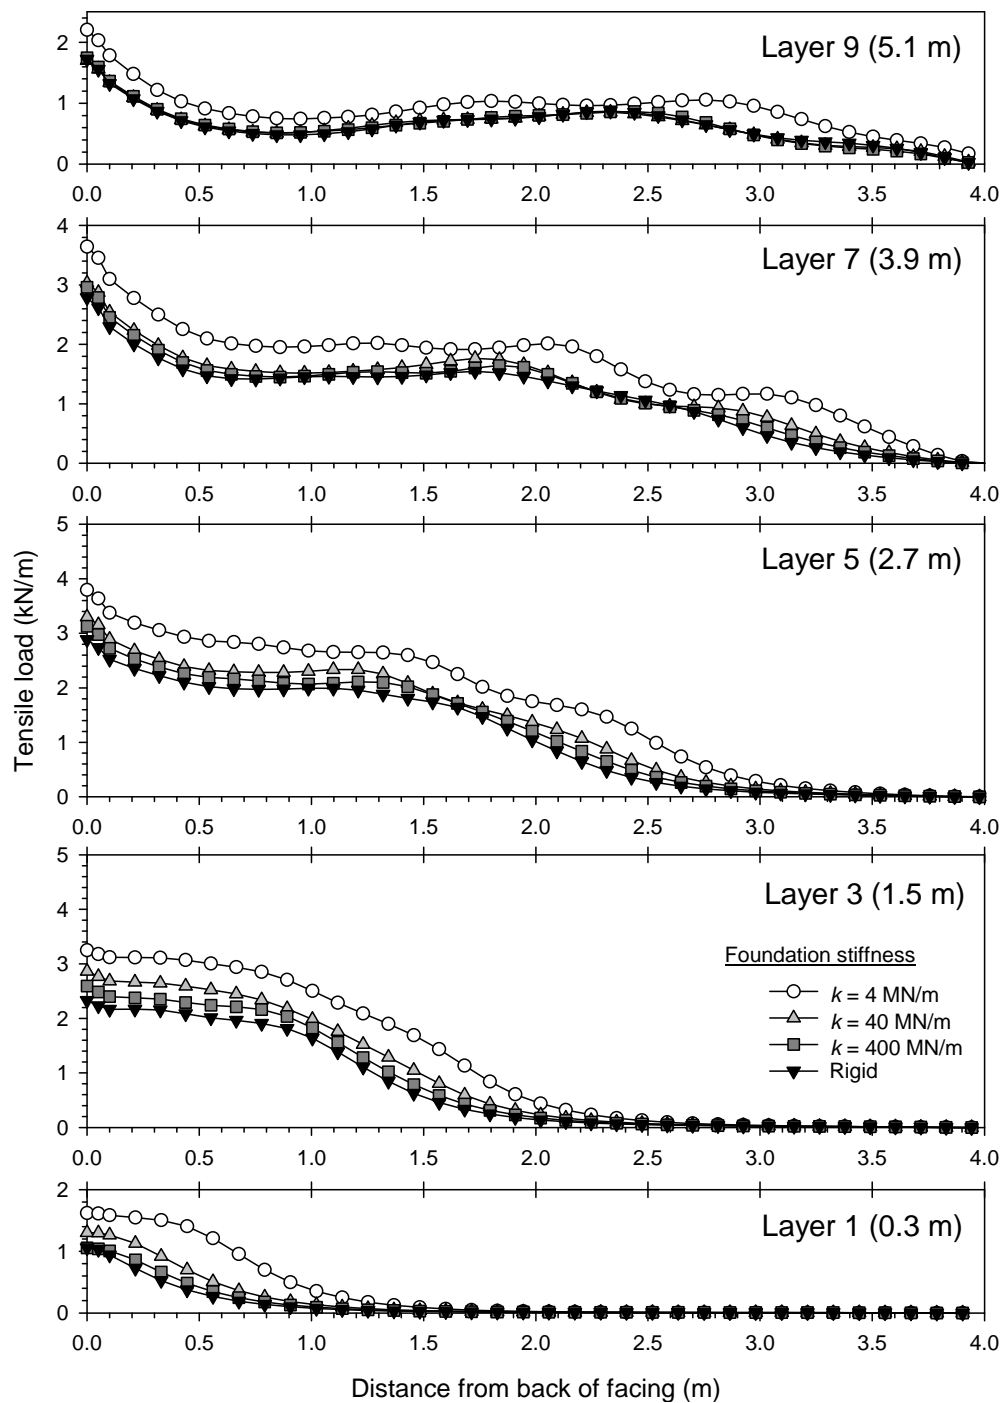 Layer 9 (5.1 m)
2
1
0
0.0 0.5 1.0 1.5 2.0 2.5 3.0 3.5 4.0
Layer 7 (3.9 m)
4
3
2
1
0
0.0 0.5 1.0 1.5 2.0 2.5 3.0 3.5 4.0
Layer 5 (2.7 m)
5
4
3
2
1
0
0.0 0.5 1.0 1.5 2.0 2.5 3.0 3.5 4.0
Tensile load (kN/m)
Layer 3 (1.5 m)
5
4
3
2
1
0
Foundation stiffness
k = 4 MN/m
k = 40 MN/m
k = 400 MN/m
Rigid
0.0 0.5 1.0 1.5 2.0 2.5 3.0 3.5 4.0
Layer 1 (0.3 m)
2
1
0
0.0 0.5 1.0 1.5 2.0 2.5 3.0 3.5 4.0
Distance from back of facing (m)